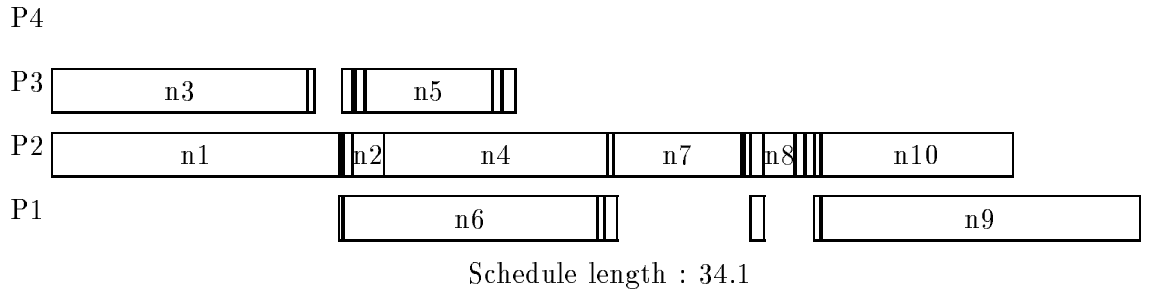 P4
P3 n3 n5
P2 n1 n2 n4 n7 n8 n10
P1 n6 n9
Schedule length : 34.1